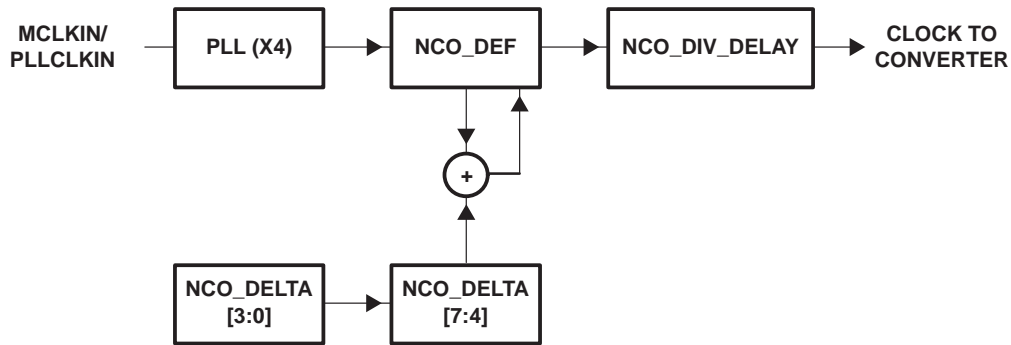 MCLKIN/
PLLCLKIN
PLL (X4)
NCO_DEF
NCO_DIV_DELAY
CLOCK TO
CONVERTER
+
NCO_DELTA
[3:0]
NCO_DELTA
[7:4]